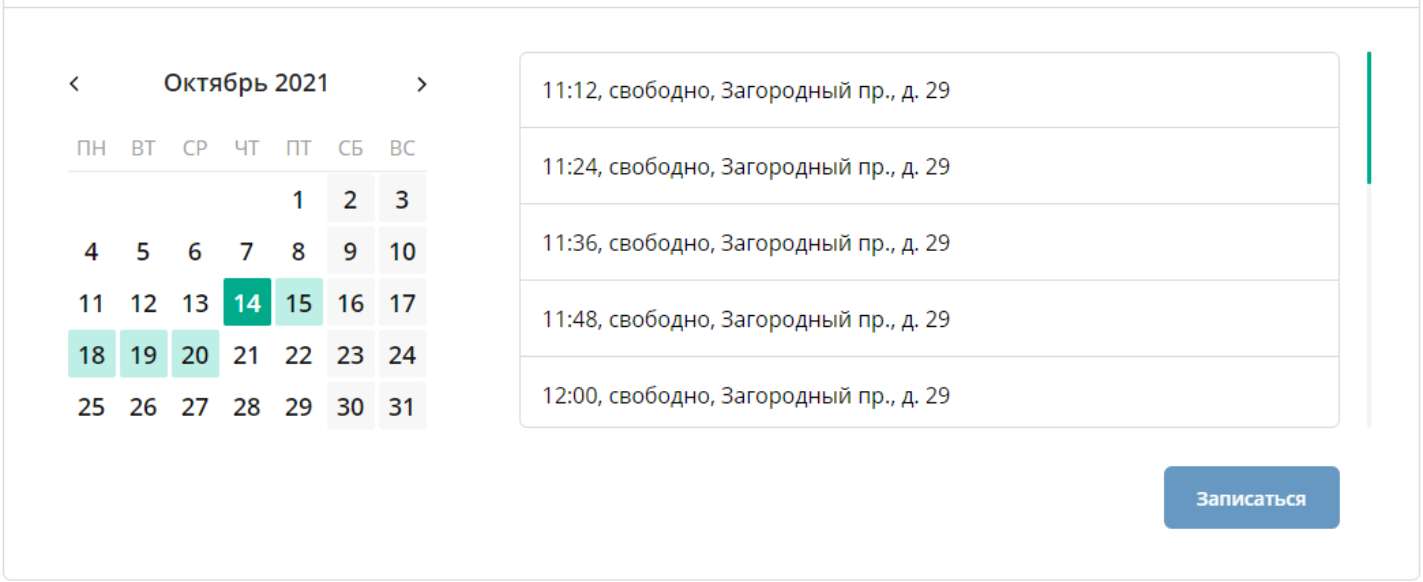 Октябрь 2021
ПН ВТ СР ЧТ ПТ СБ ВС
1 2 3
4 5 6 7 8 9 10
11 12 13 14 15 16 17
18 19 20 21 22 23 24
25 26 27 28 29 30 31
11:12, свободно, Загородный пр., д. 29
11:24, свободно, Загородный пр., д. 29
11:36, свободно, Загородный пр., д. 29
11:48, свободно, Загородный пр., д. 29
12:00, свободно, Загородный пр., д. 29
Записаться